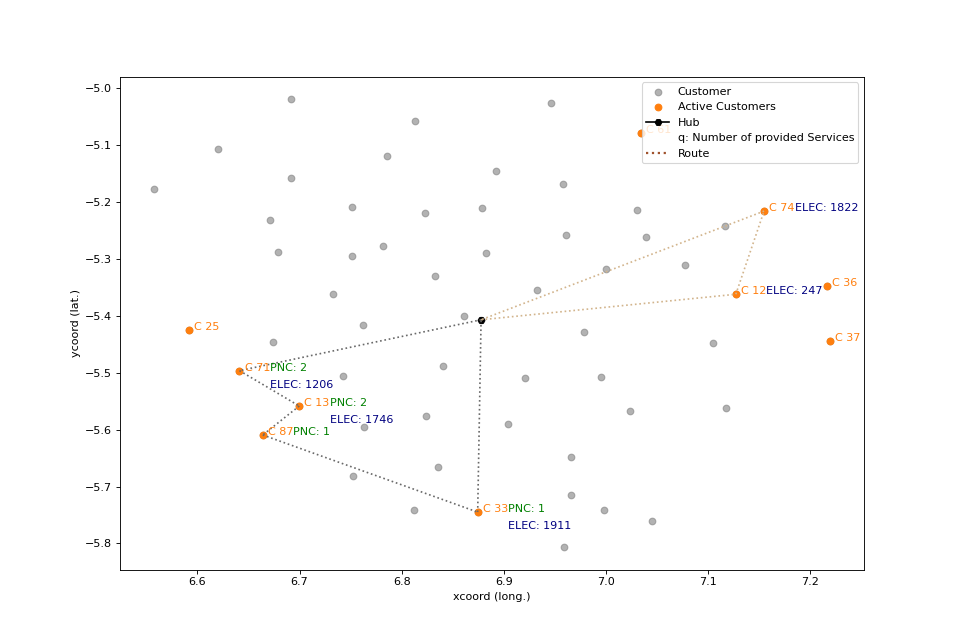 Customer
Active Customers
Hub
q: Number of provided Services
Route
C 61
C 74 ELEC: 1822
C 12 ELEC: 247
C 36
C 37
C 25
C 71 PNC: 2
ELEC: 1206
C 13 PNC: 2
ELEC: 1746
C 87 PNC: 1
C 33 PNC: 1
ELEC: 1911
−5.0
−5.1
−5.2
−5.3
−5.4
−5.5
−5.6
−5.7
−5.8
ycoord (lat.)
6.6 6.7 6.8 6.9 7.0 7.1 7.2
xcoord (long.)